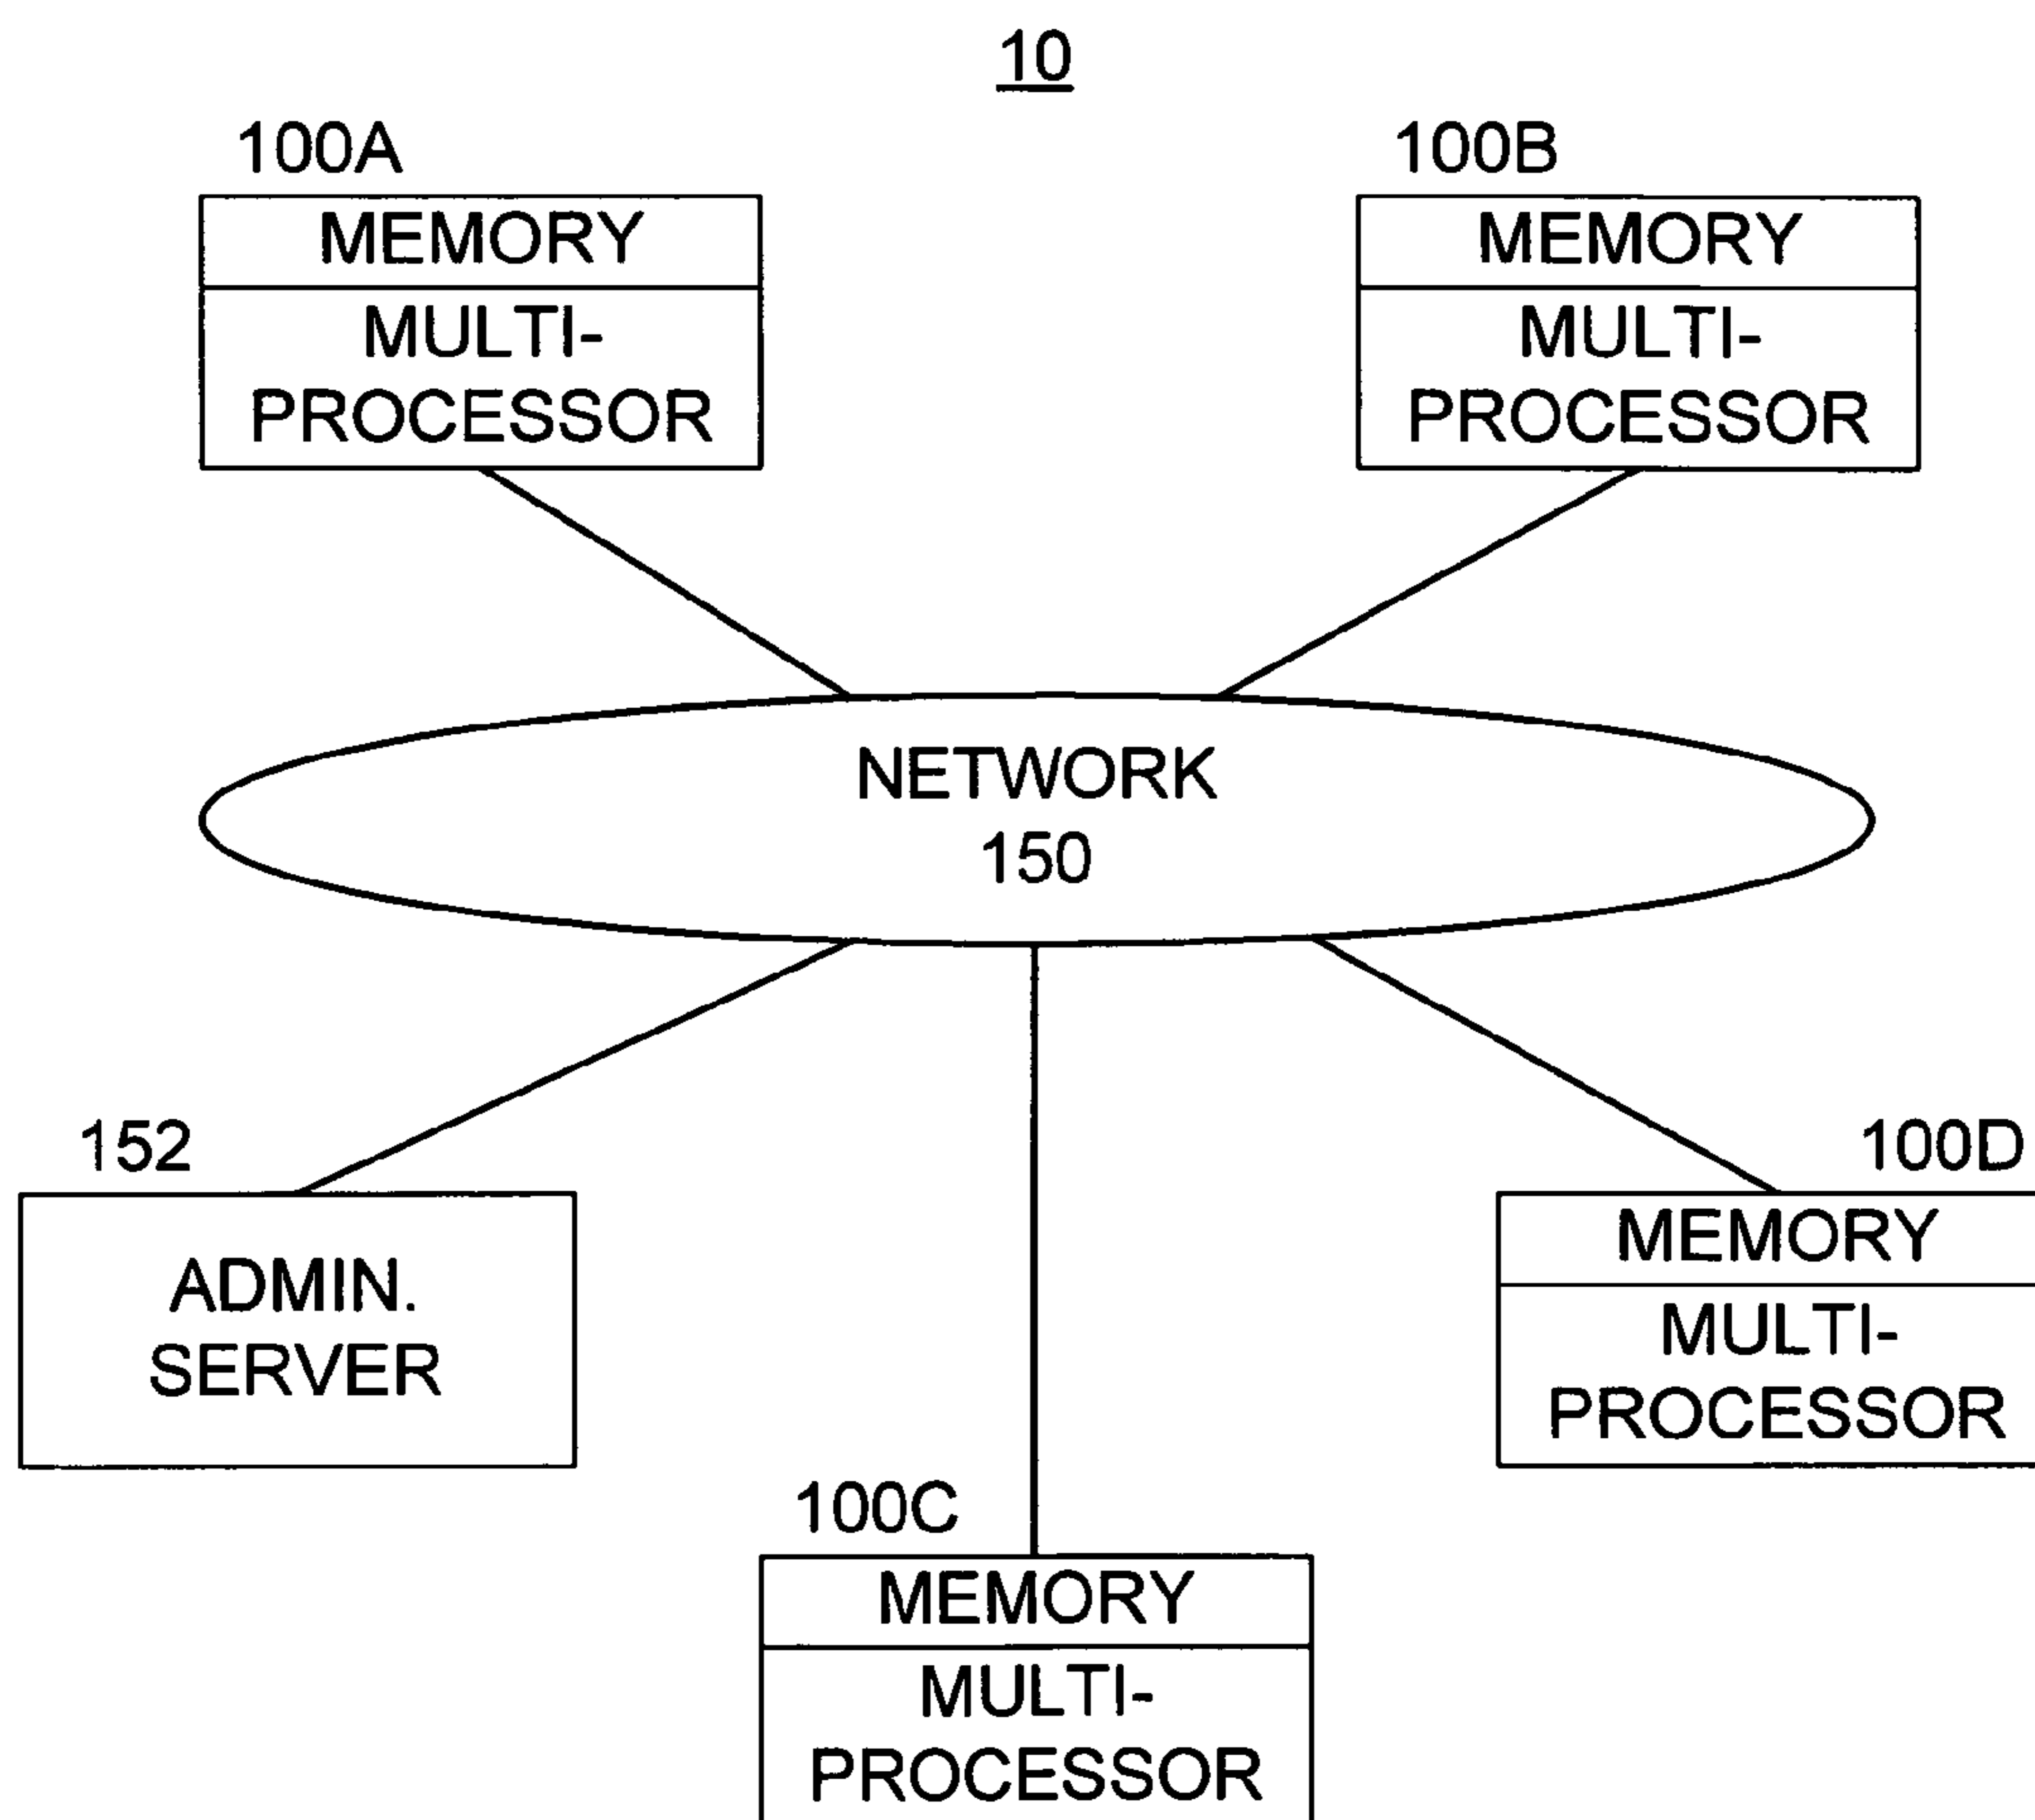 10
100A
100B
MEMORY
MULTI-
PROCESSOR
MEMORY
MULTI-
PROCESSOR
NETWORK
150
152
ADMIN.
SERVER
100D
MEMORY
MULTI-
PROCESSOR
100C
MEMORY
MULTI-
PROCESSOR